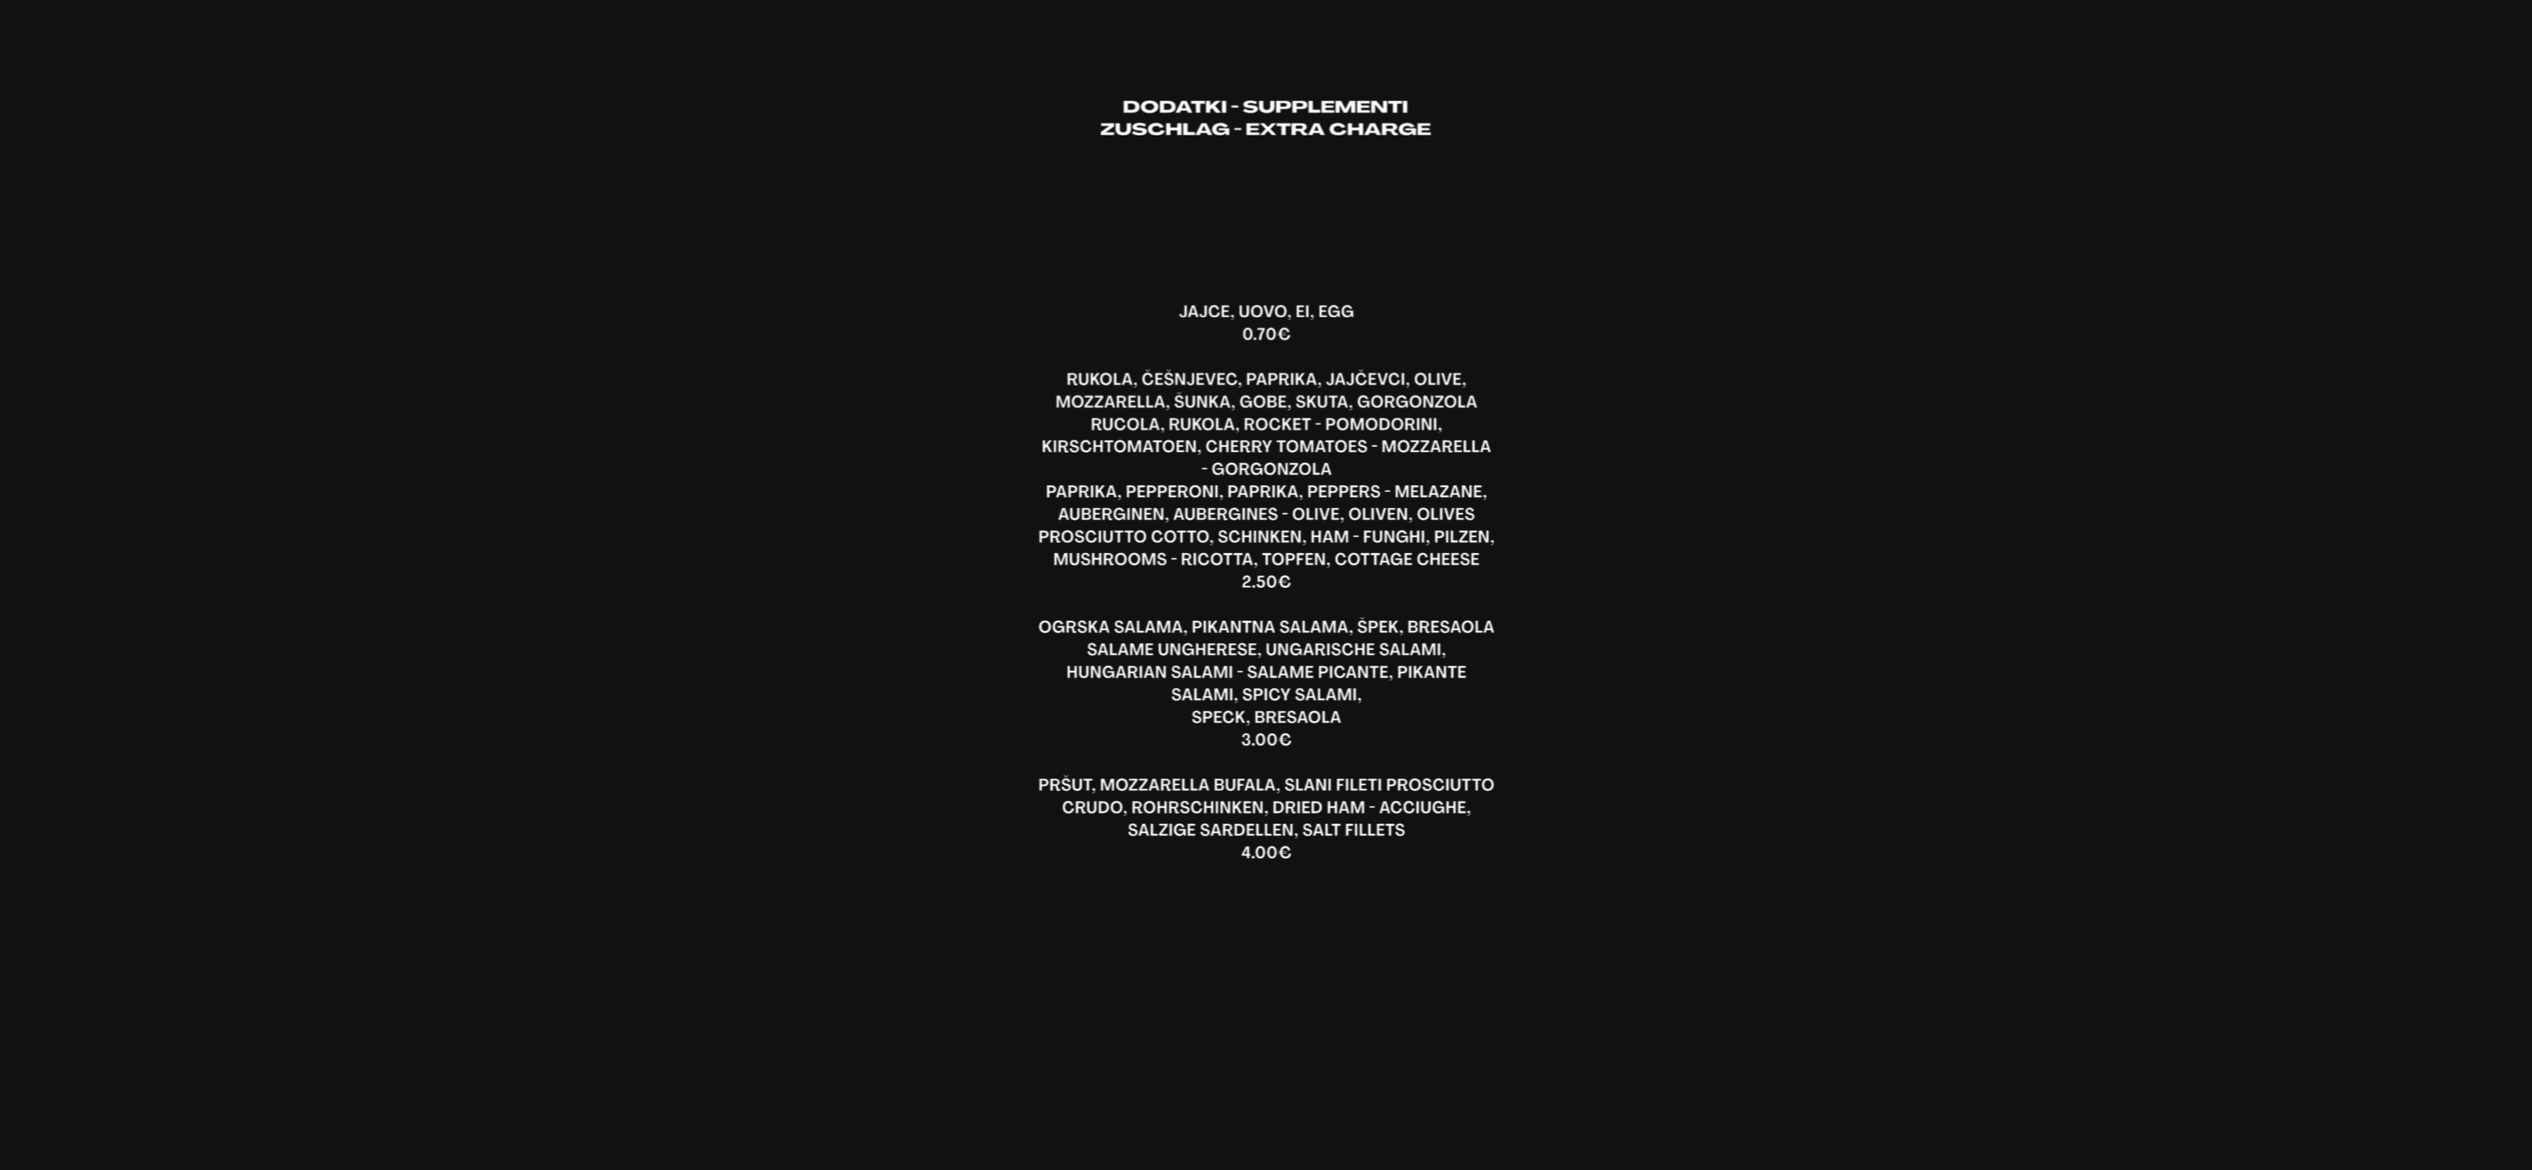 DODATKI - SUPPLEMENTI
ZUSCHLAG - EXTRA CHARGE
JAJCE, UOVO, EI, EGG
0.70€
RUKOLA, ČEŠNJEVEC, PAPRIKA, JAJČEVCI, OLIVE,
MOZZARELLA, ŠUNKA, GOBE, SKUTA, GORGONZOLA
RUCOLA, RUKOLA, ROCKET - POMODORINI,
KIRSCHTOMATOEN, CHERRY TOMATOES - MOZZARELLA
- GORGONZOLA
PAPRIKA, PEPPERONI, PAPRIKA, PEPPERS - MELAZANE,
AUBERGINEN, AUBERGINES - OLIVE, OLIVEN, OLIVES
PROSCIUTTO COTTO, SCHINKEN, HAM - FUNGHI, PILZEN,
MUSHROOMS - RICOTTA, TOPFEN, COTTAGE CHEESE
2.50€
OGRSKA SALAMA, PIKANTNA SALAMA, ŠPEK, BRESAOLA
SALAME UNGHERESE, UNGARISCHE SALAMI,
HUNGARIAN SALAMI - SALAME PICANTE, PIKANTE
SALAMI, SPICY SALAMI,
SPECK, BRESAOLA
3.00€
PRŠUT, MOZZARELLA BUFALA, SLANI FILETI PROSCIUTTO
CRUDO, ROHRSCHINKEN, DRIED HAM - ACCIUGHE,
SALZIGE SARDELLEN, SALT FILLETS
4.00€